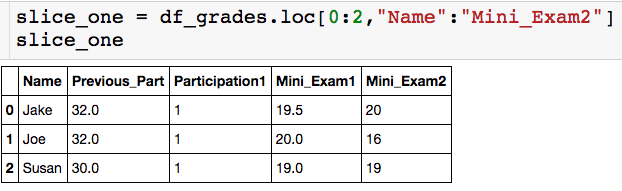 slice_one = df_grades.loc[0:2,"Name":"Mini_Exam2"]
slice_one
Name Previous_Part Participation1 Mini_Exam1 Mini_Exam2
0 Jake 32.0 1 19.5 20
1 Joe 32.0 1 20.0 16
2 Susan 30.0 1 19.0 19